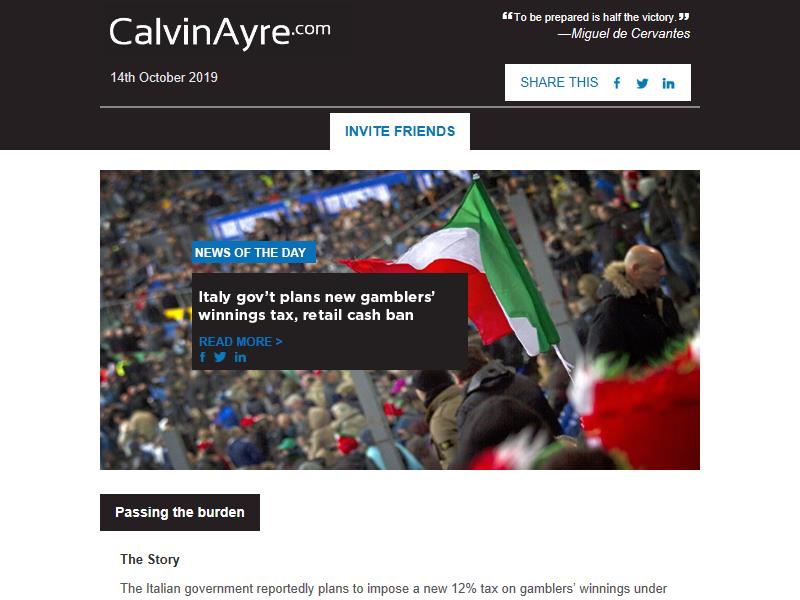 CalvinAyre.com
“To be prepared is half the victory.”
—Miguel de Cervantes
14th October 2019
SHARE THIS
INVITE FRIENDS
NEWS OF THE DAY
Italy gov’t plans new gamblers’
winnings tax, retail cash ban
READ MORE >
Passing the burden
The Story
The Italian government reportedly plans to impose a new 12% tax on gamblers’ winnings under